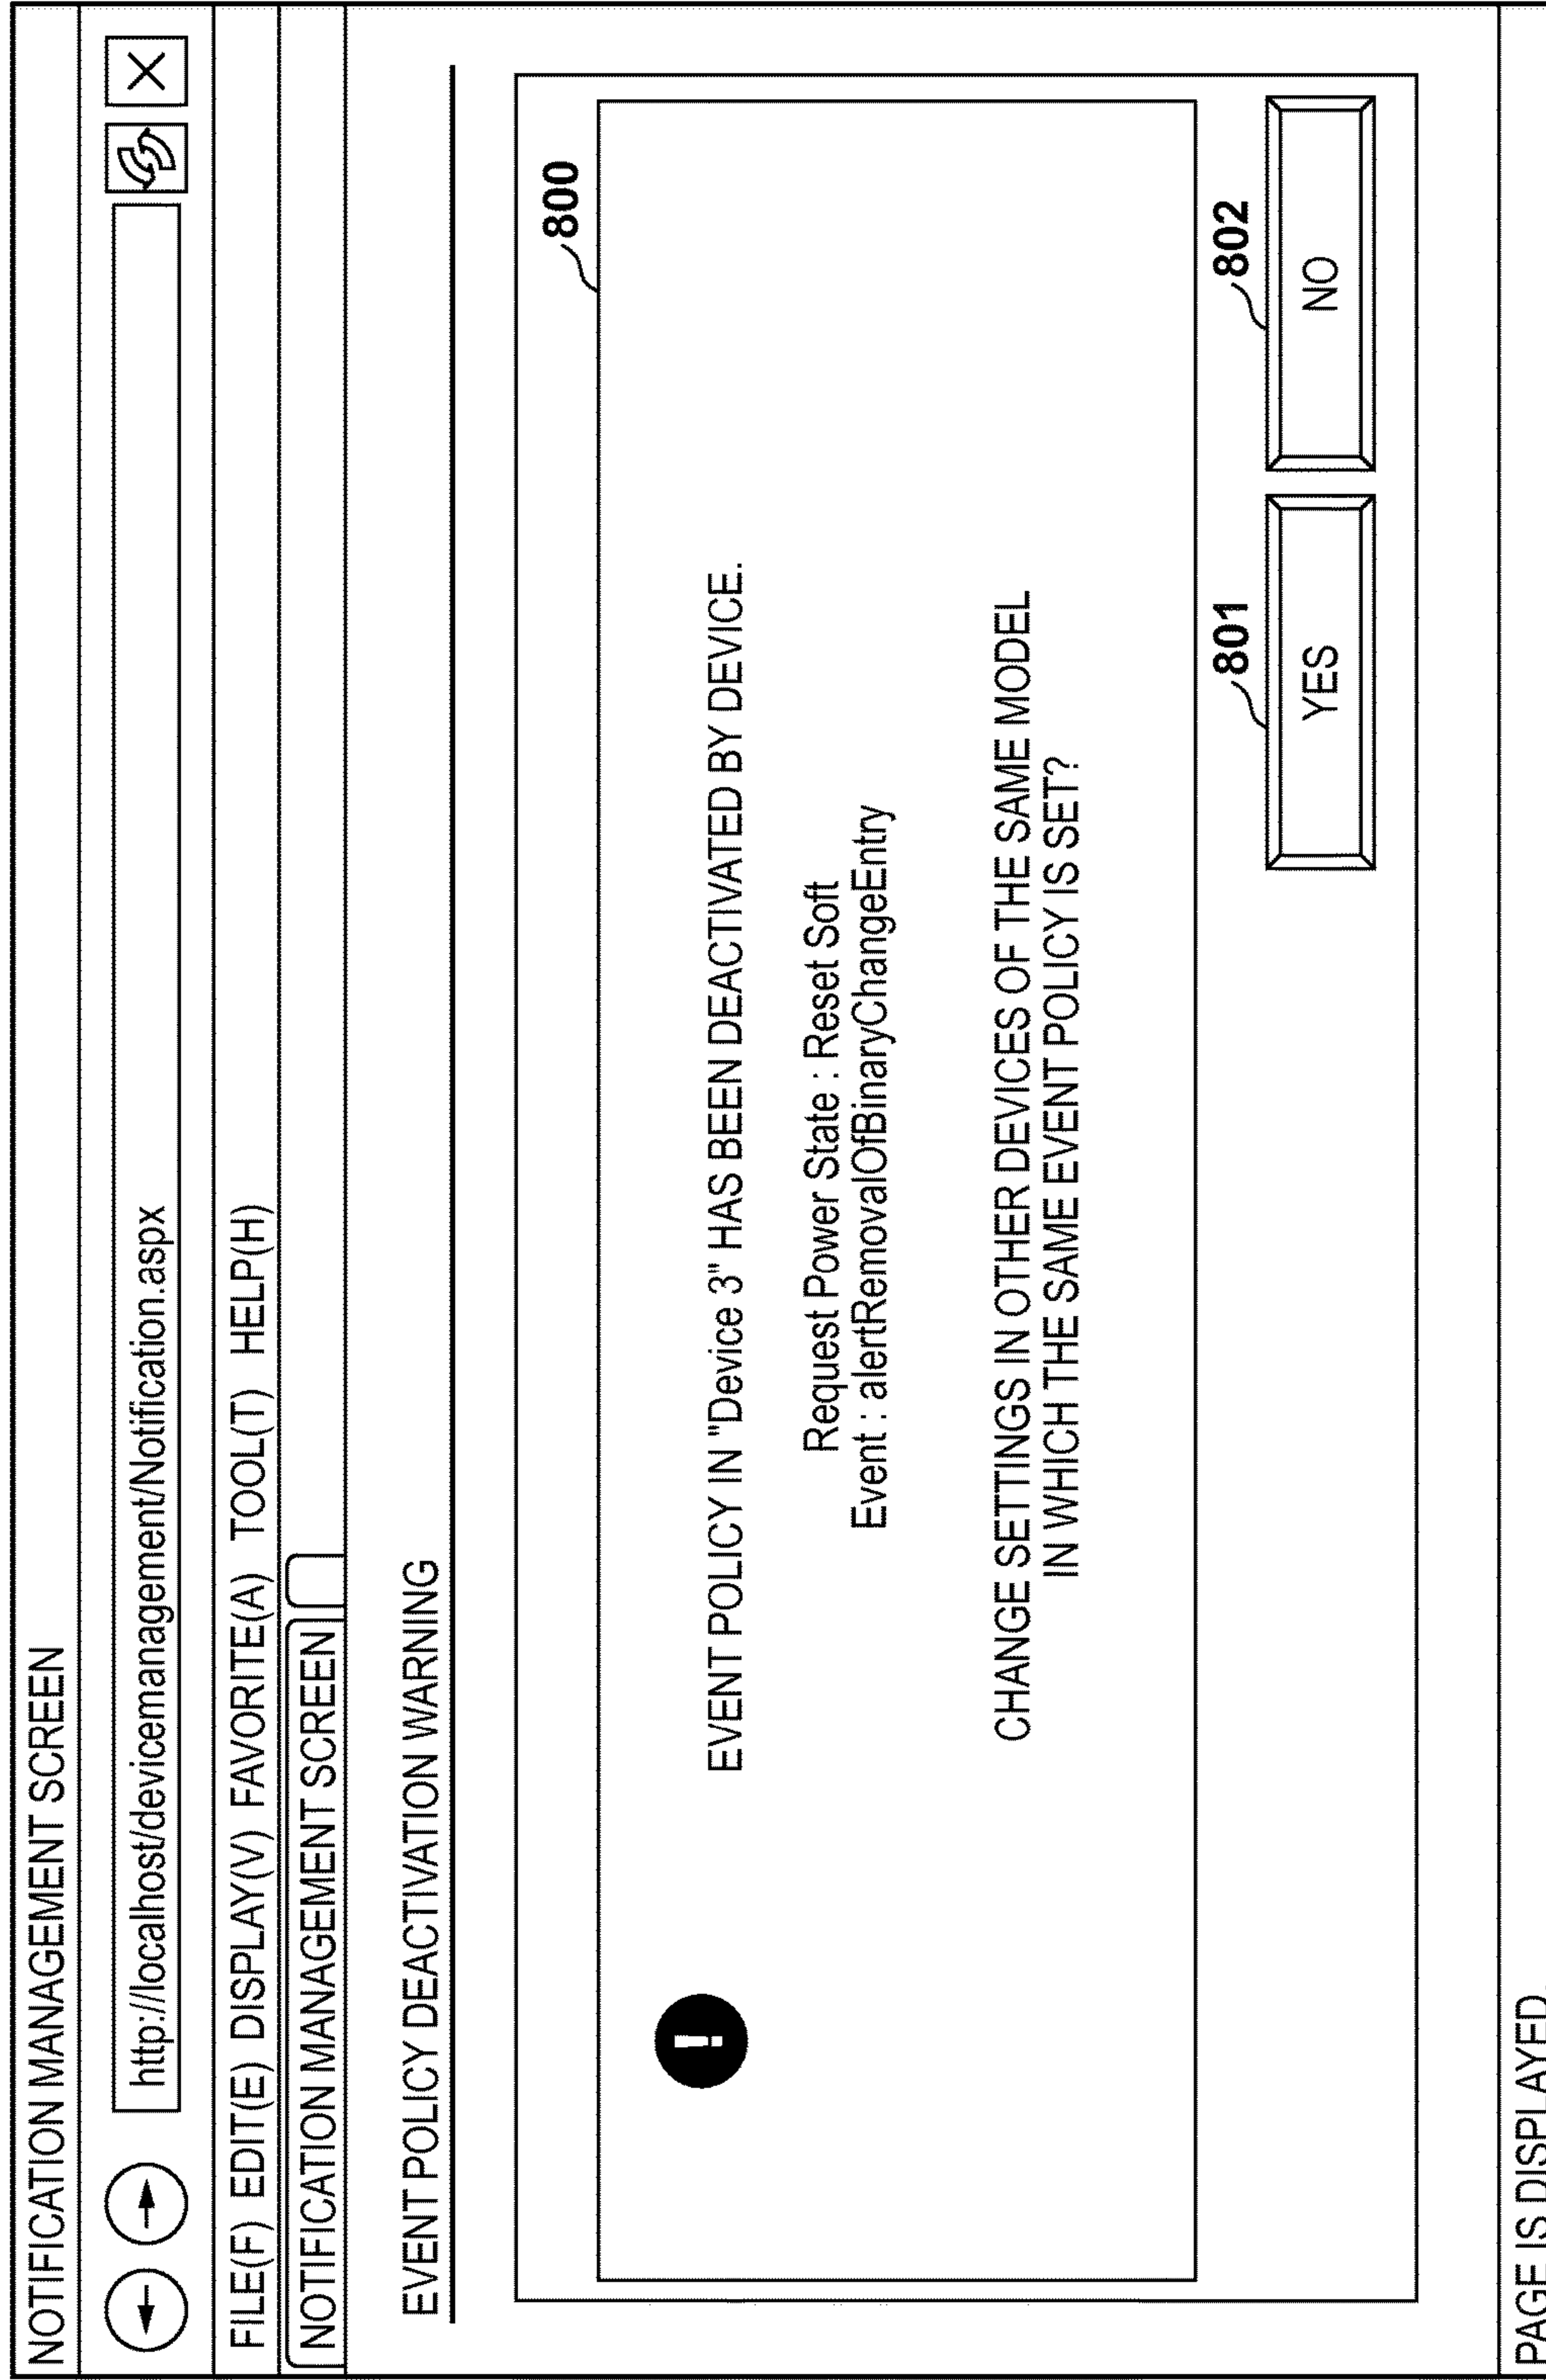 NOTIFICATION MANAGEMENT SCREEN
http://localhost/devicemanagement/Notification.aspx
FILE(F) EDIT(E) DISPLAY(V) FAVORITE(A) TOOL(T) HELP(H)
NOTIFICATION MANAGEMENT SCREEN
EVENT POLICY DEACTIVATION WARNING
800
!
EVENT POLICY IN "Device 3" HAS BEEN DEACTIVATED BY DEVICE.
Request Power State : Reset Soft
Event : alertRemovalOfBinaryChangeEntry
CHANGE SETTINGS IN OTHER DEVICES OF THE SAME MODEL
IN WHICH THE SAME EVENT POLICY IS SET?
801 802
YES NO
PAGE IS DISPLAYED.